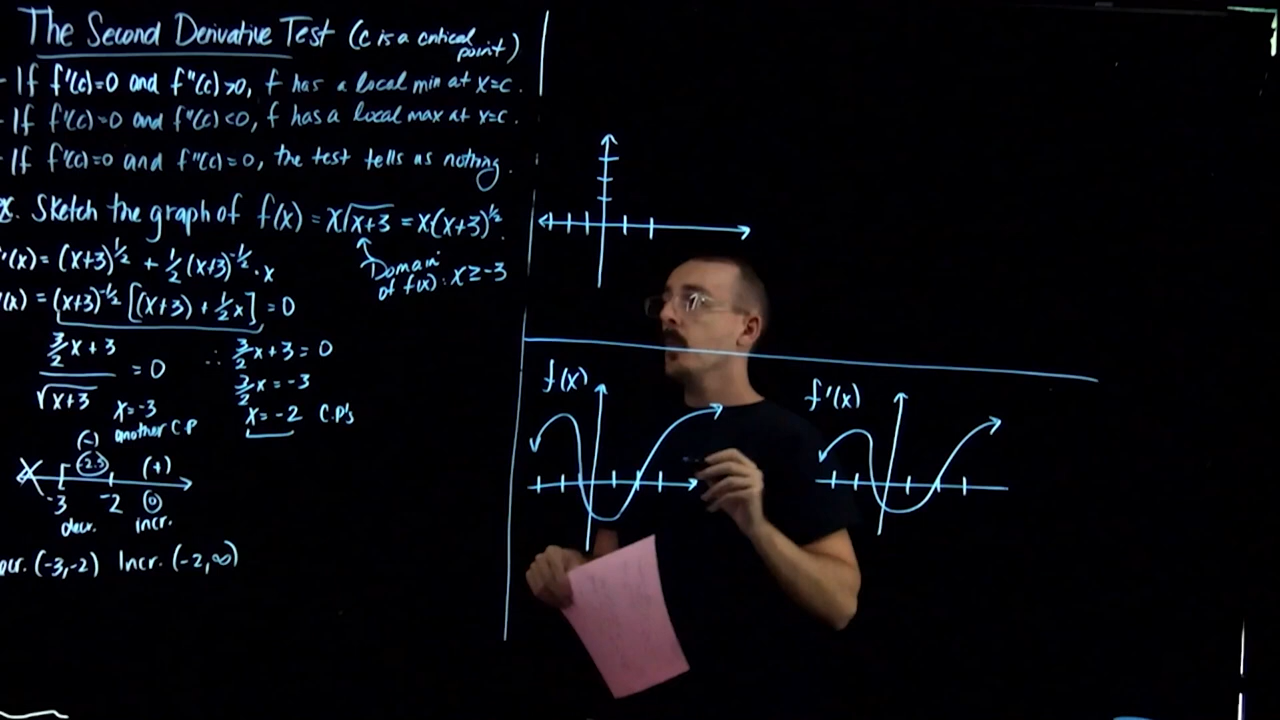 The Second Derivative Test (c is a critical point)
- If f'(c)=0 and f''(c)>0, f has a local min at x=c.
- If f'(c)=0 and f''(c)<0, f has a local max at x=c.
- If f'(c)=0 and f''(c)=0, the test tells us nothing.
x. Sketch the graph of f(x) = x√(x+3) = x(x+3)^½.
'(x) = (x+3)^½ + ½(x+3)^-½ · x
Domain of f(x): x ≥ -3
'(x) = (x+3)^-½ [(x+3) + ½x] = 0
(3/2x + 3)/√(x+3) = 0
∴ 3/2x + 3 = 0
3/2x = -3
x = -2 C.P's
x = -3
another C.P
(-)
-2.5
(+)
-3
-2
0
decr.
incr.
ecr. (-3,-2) Incr. (-2,∞)
f(x)
f'(x)